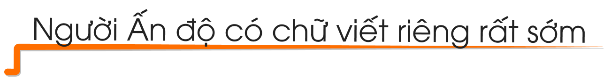 Người Ấn độ có chữ viết riêng rất sớm